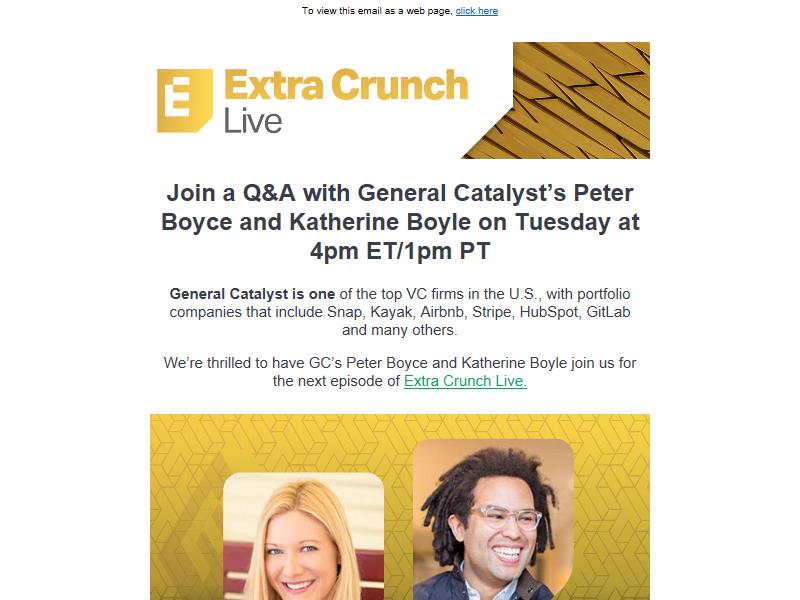 To view this email as a web page, click here
E
Extra Crunch
Live
Join a Q&A with General Catalyst’s Peter
Boyce and Katherine Boyle on Tuesday at
4pm ET/1pm PT
General Catalyst is one of the top VC firms in the U.S., with portfolio
companies that include Snap, Kayak, Airbnb, Stripe, HubSpot, GitLab
and many others.
We’re thrilled to have GC’s Peter Boyce and Katherine Boyle join us for
the next episode of Extra Crunch Live.